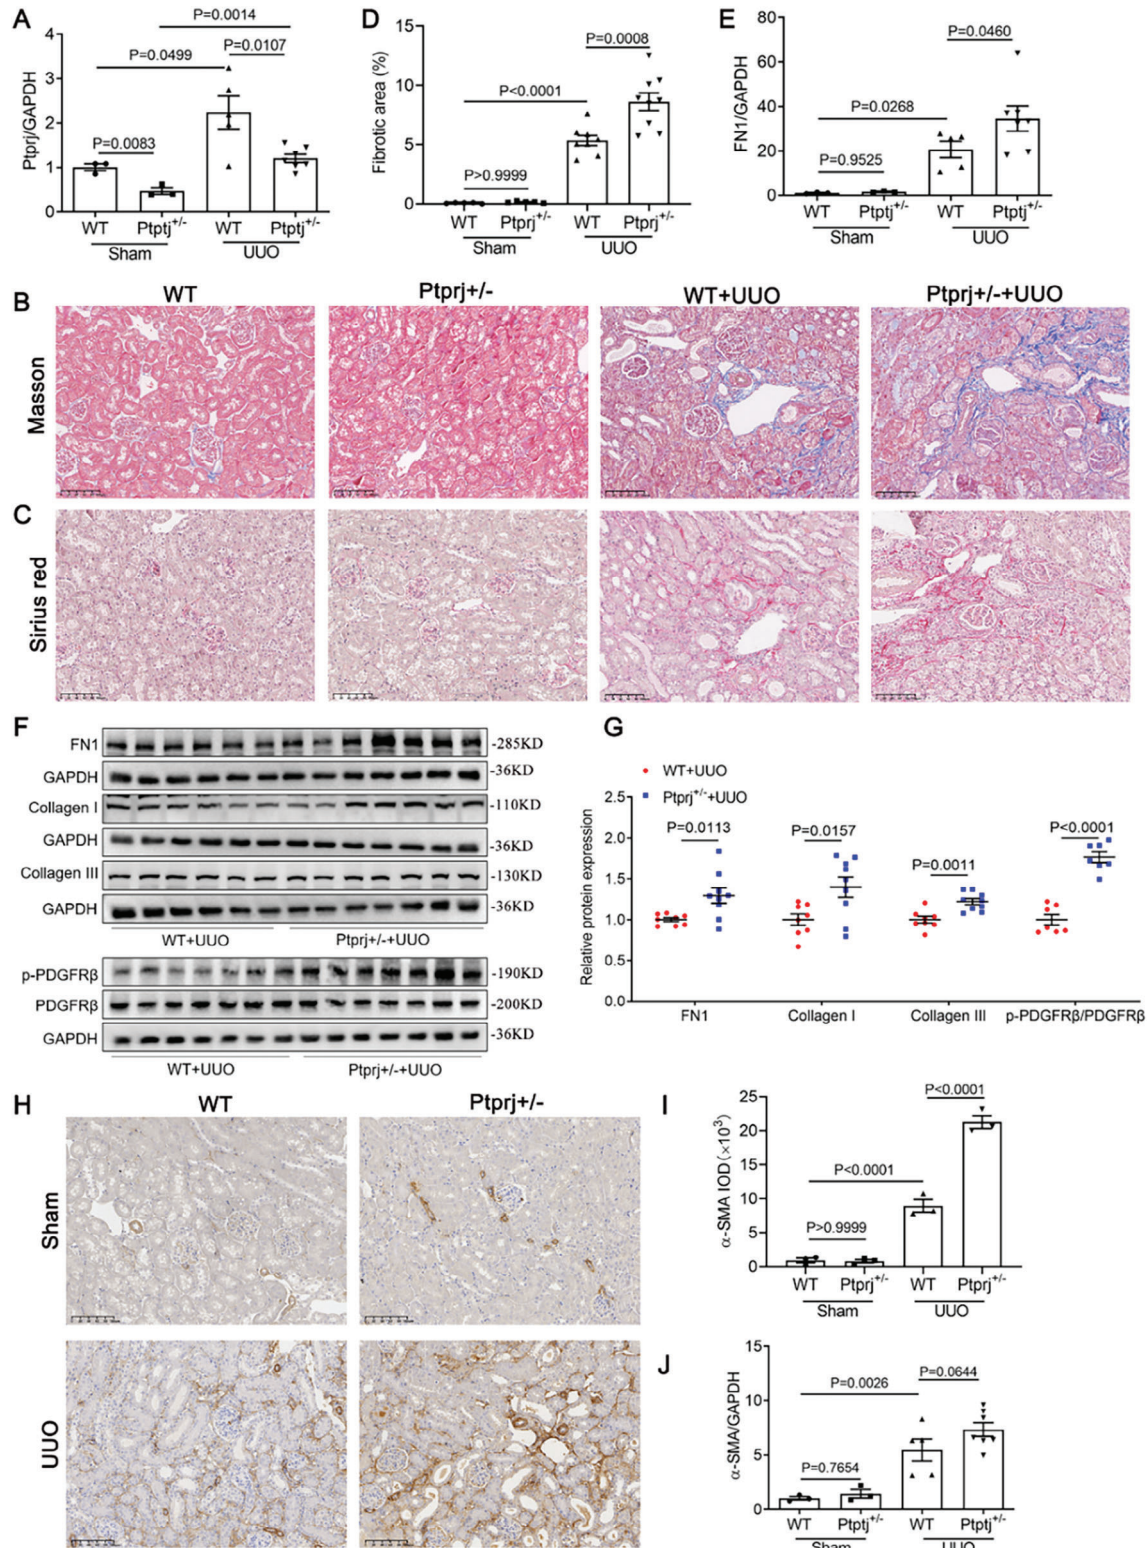 A
P=0.0014
P=0.0499
P=0.0107
P=0.0083
Ptprj/GAPDH
4
3
2
1
0
WT
Ptptj+/-
WT
Ptptj+/-
Sham
UUO
D
P=0.0008
P<0.0001
P>0.9999
Fibrotic area (%)
15
10
5
0
WT
Ptprj+/-
WT
Ptprj+/-
Sham
UUO
E
P=0.0460
P=0.0268
P=0.9525
FN1/GAPDH
80
60
40
20
0
WT
Ptptj+/-
WT
Ptptj+/-
Sham
UUO
B
WT
Ptprj+/-
WT+UUO
Ptprj+/-+UUO
Masson
C
Sirius red
F
FN1
-285KD
GAPDH
-36KD
Collagen I
-110KD
GAPDH
-36KD
Collagen III
-130KD
GAPDH
-36KD
WT+UUO
Ptprj+/-+UUO
p-PDGFRβ
-190KD
PDGFRβ
-200KD
GAPDH
-36KD
WT+UUO
Ptprj+/-+UUO
G
WT+UUO
Ptprj+/-+UUO
P=0.0113
P=0.0157
P=0.0011
P<0.0001
Relative protein expression
2.5
2.0
1.5
1.0
0.5
0.0
FN1
Collagen I
Collagen III
p-PDGFRβ/PDGFRβ
H
WT
Ptprj+/-
Sham
UUO
I
P<0.0001
P<0.0001
P>0.9999
α-SMA IOD(×10³)
25
20
15
10
5
0
WT
Ptprj+/-
WT
Ptprj+/-
Sham
UUO
J
P=0.0644
P=0.0026
P=0.7654
α-SMA/GAPDH
15
10
5
0
WT
Ptptj+/-
WT
Ptptj+/-
Sham
UUO